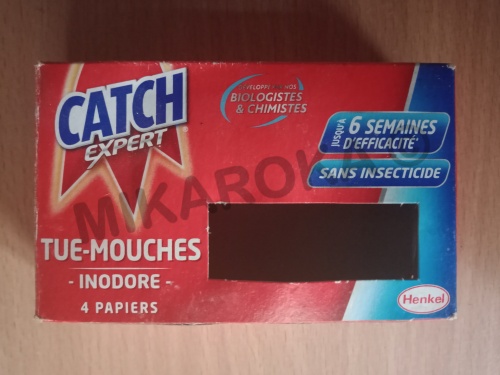 CATCH
EXPERT
DÉVELOPPÉ PAR NOS
BIOLOGISTES
& CHIMISTES
JUSQU'À
6 SEMAINES
D'EFFICACITÉ
SANS INSECTICIDE
MIKAROKA ©
TUE-MOUCHES
- INODORE -
4 PAPIERS
Henkel